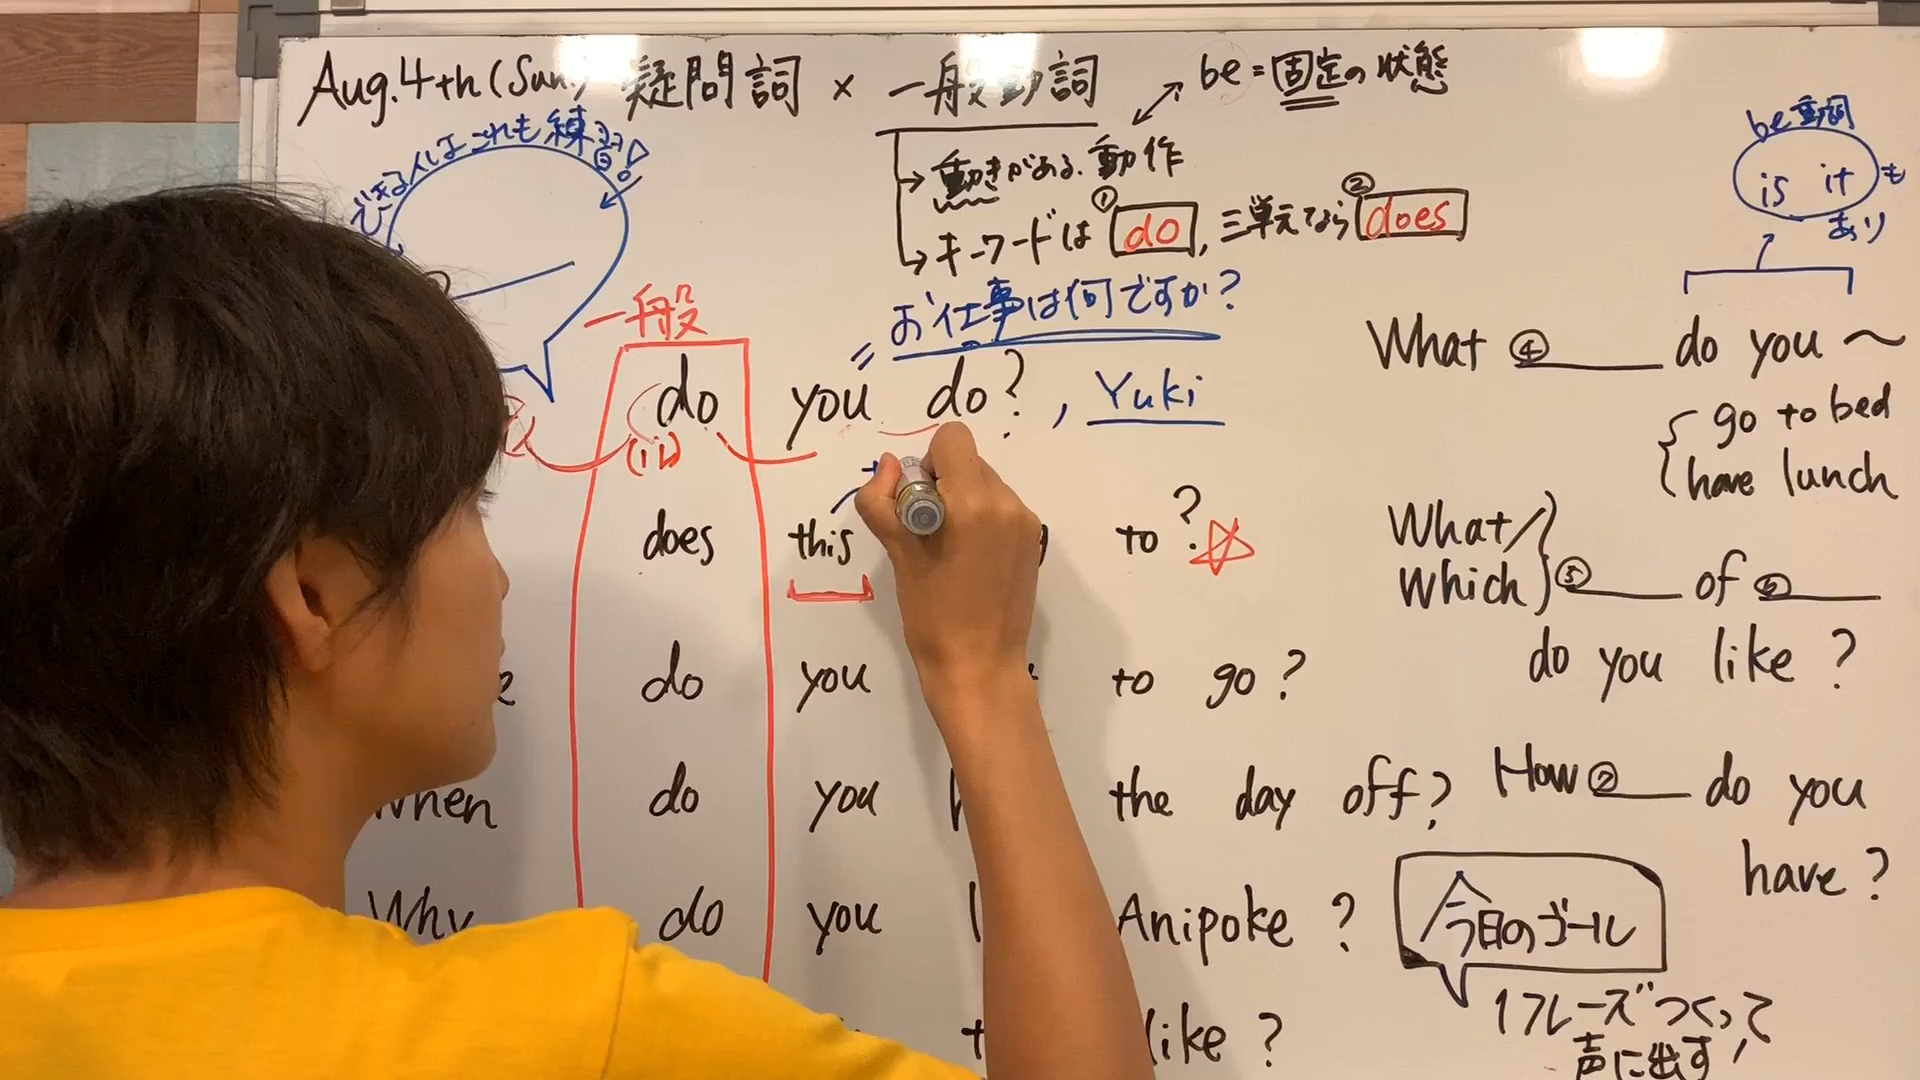 Aug.4th(Sun) 疑問詞 × 一般動詞
be=固定の状態
できる人はこれも練習!
動きがある.動作
キーワードは ① do , 三単元なら ② does
お仕事は何ですか?
=
一般
do you do? , Yuki
(is)
does this to?
do you to go?
When do you the day off?
Why do you Anipoke ?
like ?
be動詞
is it も
あり
What ④____ do you ～
go to bed
have lunch
What/
Which ⑤____ of ⑥____
do you like ?
How ⑦____ do you
have ?
今日のゴール
1フレーズつくって
声に出す!